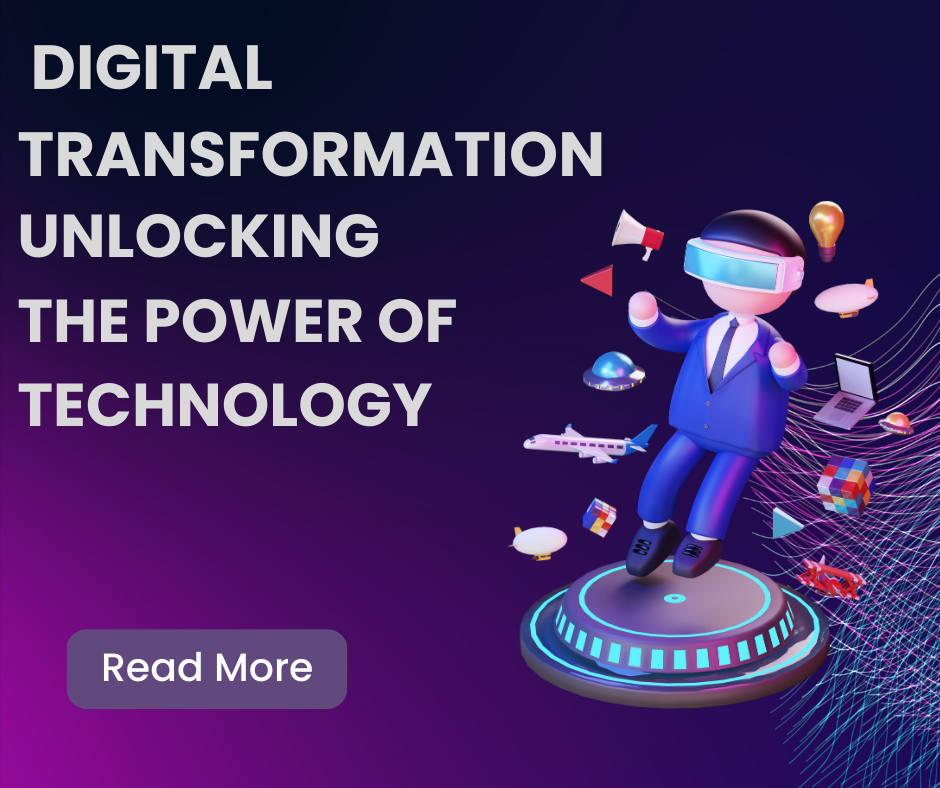 DIGITAL
TRANSFORMATION
UNLOCKING
THE POWER OF
TECHNOLOGY
Read More